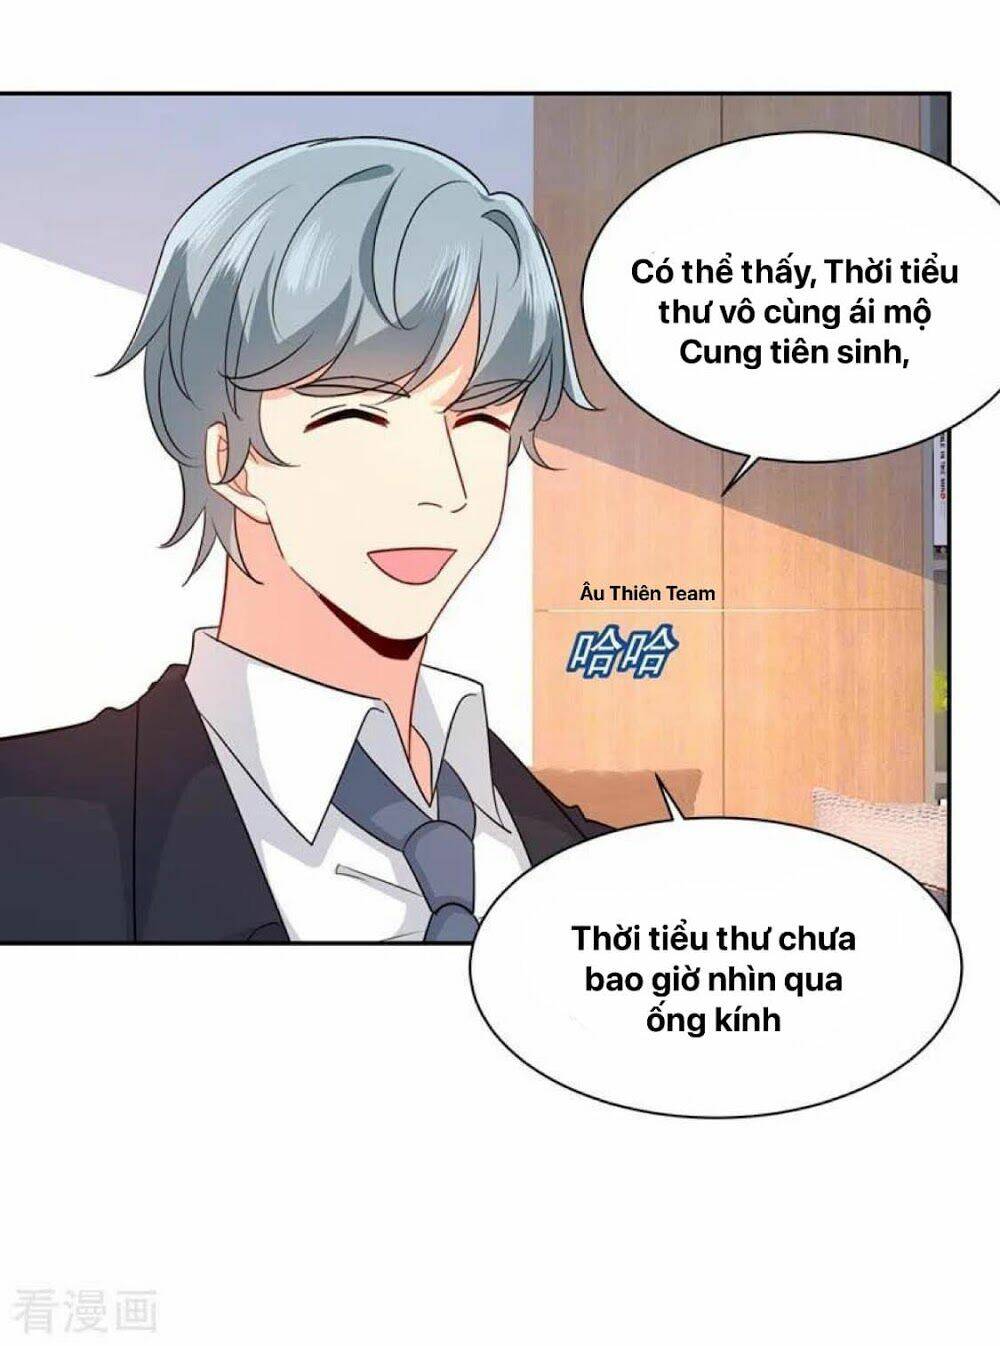 Có thể thấy, Thời tiểu
thư vô cùng ái mộ
Cung tiên sinh,
Âu Thiên Team
哈哈
Thời tiểu thư chưa
bao giờ nhìn qua
ống kính
看漫画